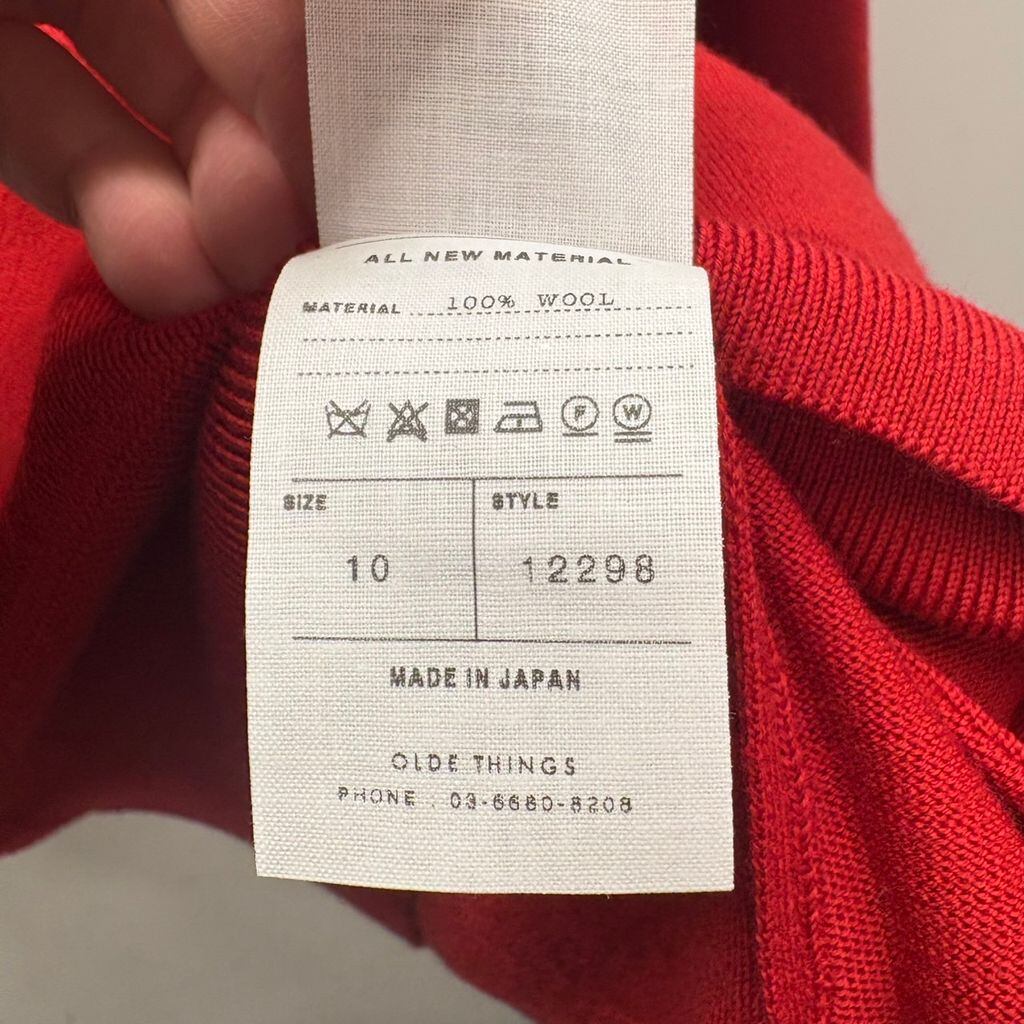 ALL NEW MATERIAL
MATERIAL 100% WOOL
F W
SIZE STYLE
10 12298
MADE IN JAPAN
OLDE THINGS
PHONE . 03-6680-8208